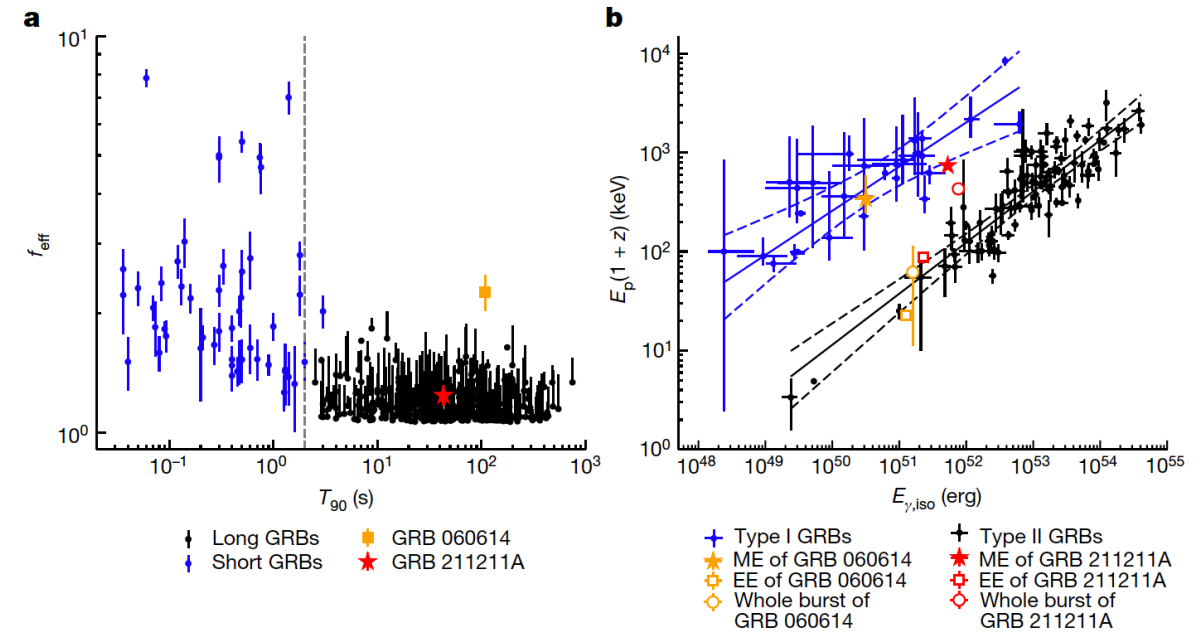 a
10¹
f_eff
10⁰
10⁻¹ 10⁰ 10¹ 10² 10³
T₉₀ (s)
Long GRBs
Short GRBs
GRB 060614
GRB 211211A
b
10⁴
10³
10²
10¹
10⁰
E_p(1 + z) (keV)
10⁴⁸ 10⁴⁹ 10⁵⁰ 10⁵¹ 10⁵² 10⁵³ 10⁵⁴ 10⁵⁵
E_γ,iso (erg)
Type I GRBs
ME of GRB 060614
EE of GRB 060614
Whole burst of
GRB 060614
Type II GRBs
ME of GRB 211211A
EE of GRB 211211A
Whole burst of
GRB 211211A